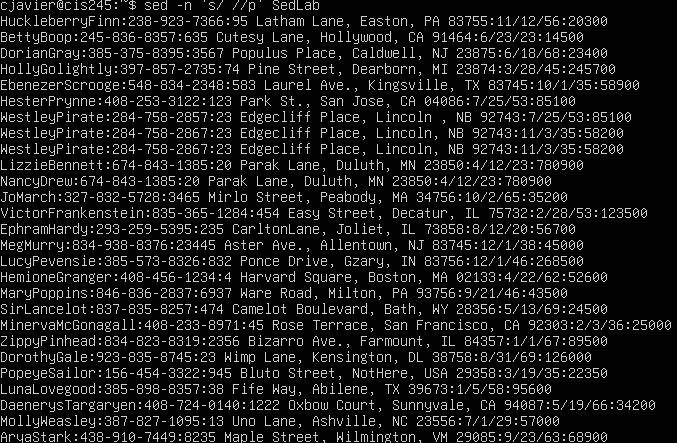 cjavier@cis245:~$ sed -n 's/ //p' SedLab
HuckleberryFinn:238-923-7366:95 Latham Lane, Easton, PA 83755:11/12/56:20300
BettyBoop:245-836-8357:635 Cutesy Lane, Hollywood, CA 91464:6/23/23:14500
DorianGray:385-375-8395:3567 Populus Place, Caldwell, NJ 23875:6/18/68:23400
HollyGolightly:397-857-2735:74 Pine Street, Dearborn, MI 23874:3/28/45:245700
EbenezerScrooge:548-834-2348:583 Laurel Ave., Kingsville, TX 83745:10/1/35:58900
HesterPrynne:408-253-3122:123 Park St., San Jose, CA 04086:7/25/53:85100
WestleyPirate:284-758-2857:23 Edgecliff Place, Lincoln , NB 92743:7/25/53:85100
WestleyPirate:284-758-2867:23 Edgecliff Place, Lincoln, NB 92743:11/3/35:58200
WestleyPirate:284-758-2867:23 Edgecliff Place, Lincoln, NB 92743:11/3/35:58200
LizzieBennett:674-843-1385:20 Parak Lane, Duluth, MN 23850:4/12/23:780900
NancyDrew:674-843-1385:20 Parak Lane, Duluth, MN 23850:4/12/23:780900
JoMarch:327-832-5728:3465 Mirlo Street, Peabody, MA 34756:10/2/65:35200
VictorFrankenstein:835-365-1284:454 Easy Street, Decatur, IL 75732:2/28/53:123500
EphramHardy:293-259-5395:235 CarltonLane, Joliet, IL 73858:8/12/20:56700
MegMurry:834-938-8376:23445 Aster Ave., Allentown, NJ 83745:12/1/38:45000
LucyPevensie:385-573-8326:832 Ponce Drive, Gzary, IN 83756:12/1/46:268500
HemioneGranger:408-456-1234:4 Harvard Square, Boston, MA 02133:4/22/62:52600
MaryPoppins:846-836-2837:6937 Ware Road, Milton, PA 93756:9/21/46:43500
SirLancelot:837-835-8257:474 Camelot Boulevard, Bath, WY 28356:5/13/69:24500
MinervaMcGonagall:408-233-8971:45 Rose Terrace, San Francisco, CA 92303:2/3/36:25000
ZippyPinhead:834-823-8319:2356 Bizarro Ave., Farmount, IL 84357:1/1/67:89500
DorothyGale:923-835-8745:23 Wimp Lane, Kensington, DL 38758:8/31/69:126000
PopeyeSailor:156-454-3322:945 Bluto Street, NotHere, USA 29358:3/19/35:22350
LunaLovegood:385-898-8357:38 Fife Way, Abilene, TX 39673:1/5/58:95600
DaenerysTargaryen:408-724-0140:1222 Oxbow Court, Sunnyvale, CA 94087:5/19/66:34200
MollyWeasley:387-827-1095:13 Uno Lane, Ashville, NC 23556:7/1/29:57000
AryaStark:438-910-7449:8235 Maple Street, Wilmington, VM 29085:9/23/63:68900